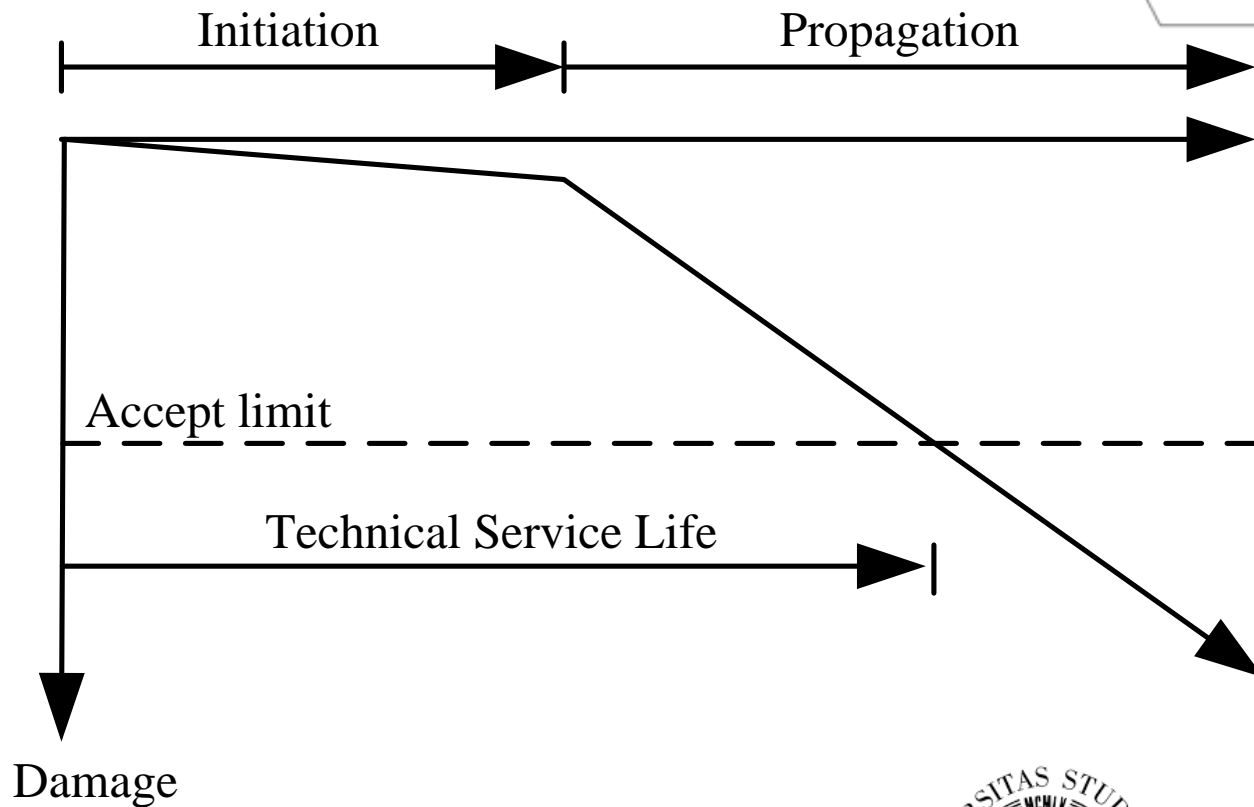 Initiation
Propagation
Accept limit
Technical Service Life
Damage